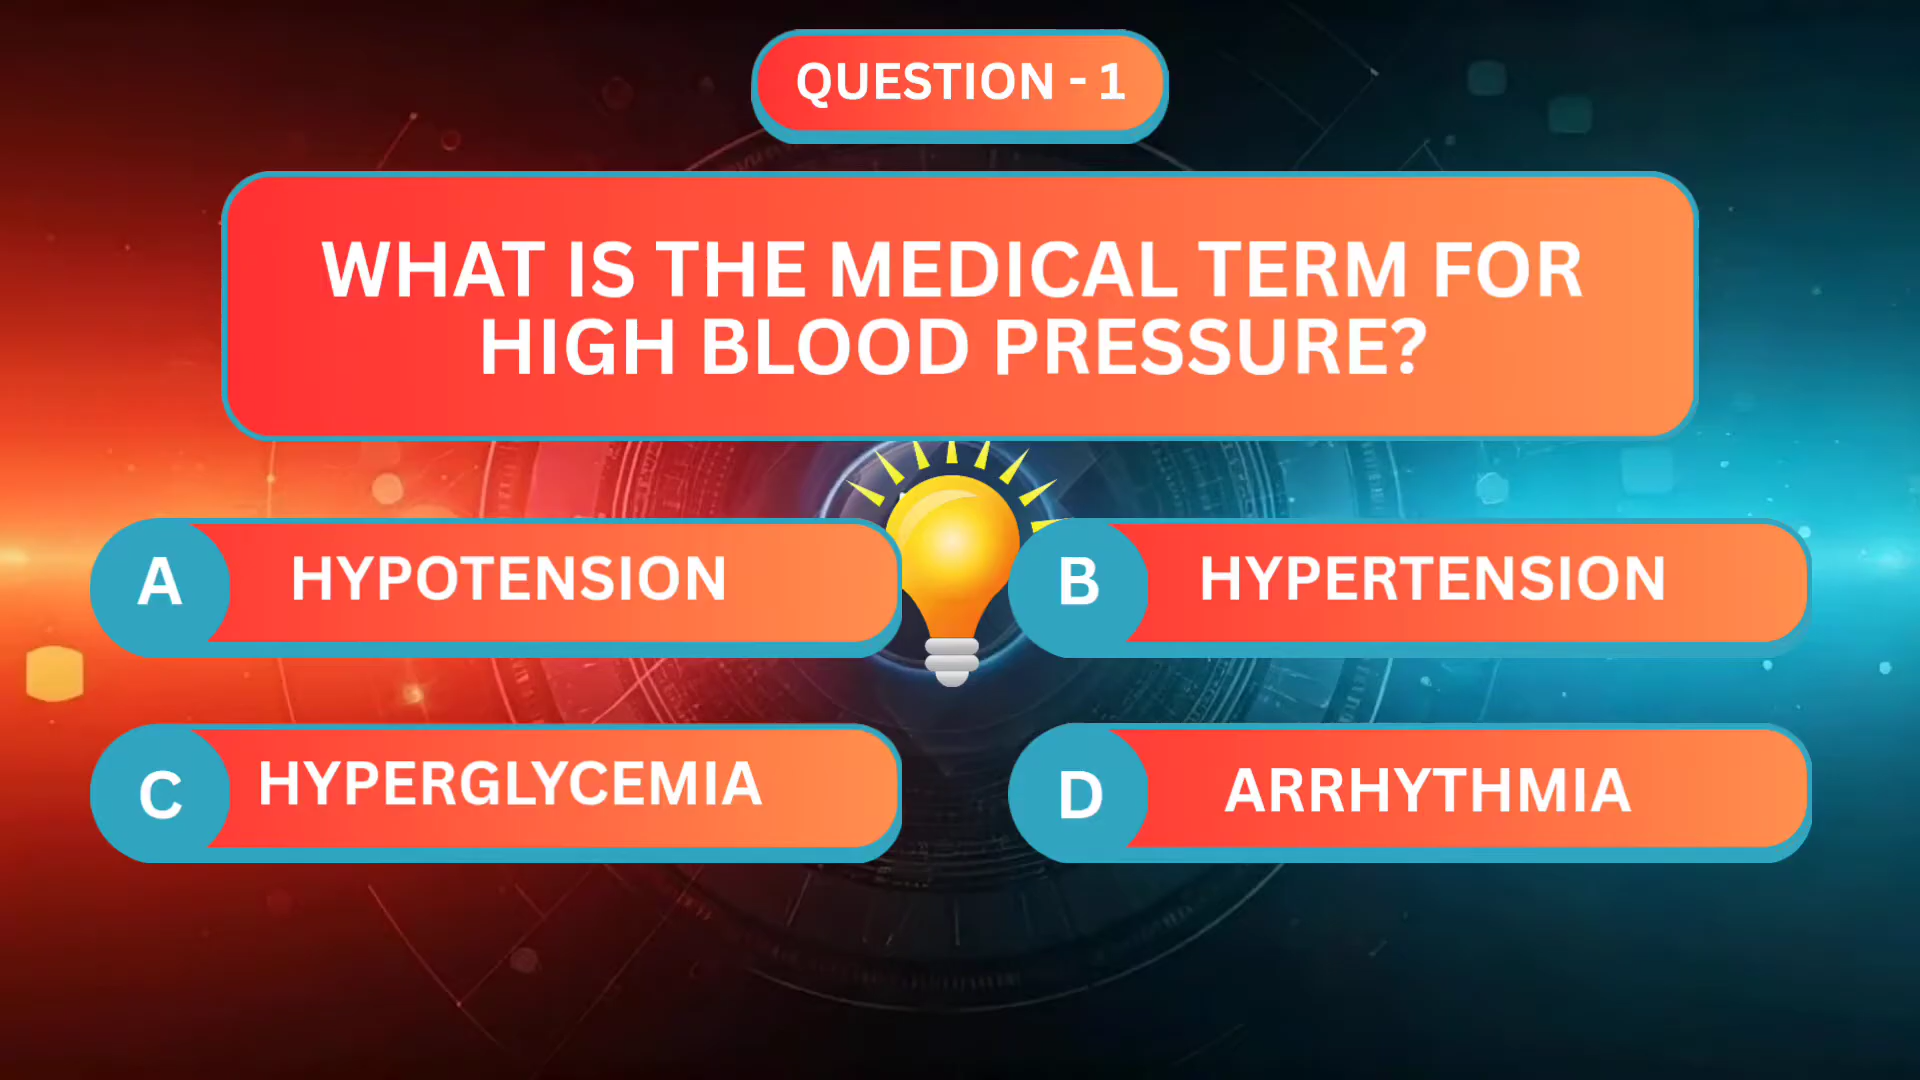 QUESTION - 1
WHAT IS THE MEDICAL TERM FOR
HIGH BLOOD PRESSURE?
A HYPOTENSION
B HYPERTENSION
C HYPERGLYCEMIA
D ARRHYTHMIA